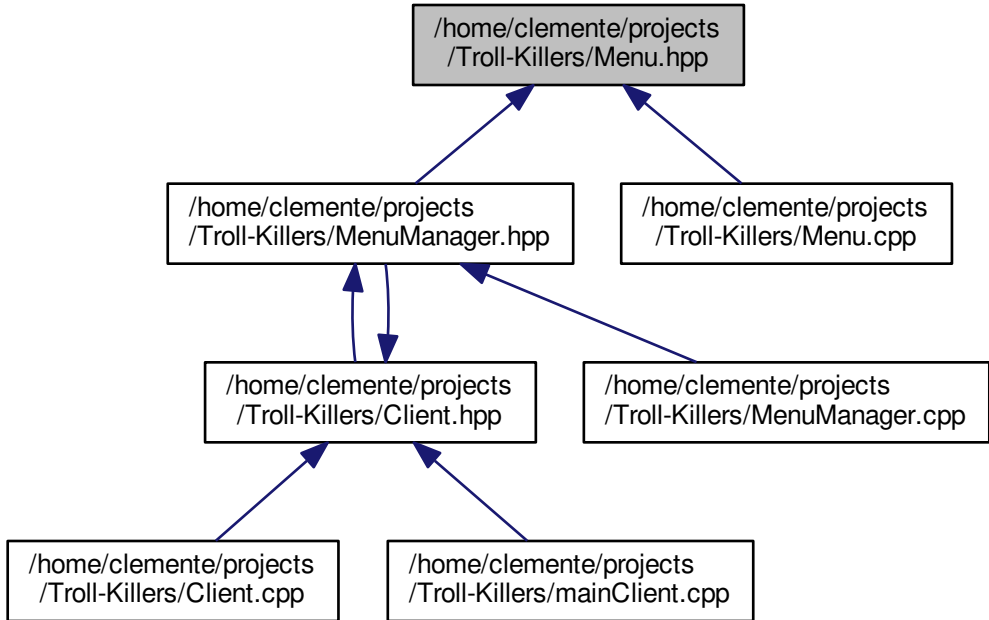 /home/clemente/projects
/Troll-Killers/Menu.hpp
/home/clemente/projects
/Troll-Killers/MenuManager.hpp
/home/clemente/projects
/Troll-Killers/Menu.cpp
/home/clemente/projects
/Troll-Killers/Client.hpp
/home/clemente/projects
/Troll-Killers/MenuManager.cpp
/home/clemente/projects
/Troll-Killers/Client.cpp
/home/clemente/projects
/Troll-Killers/mainClient.cpp